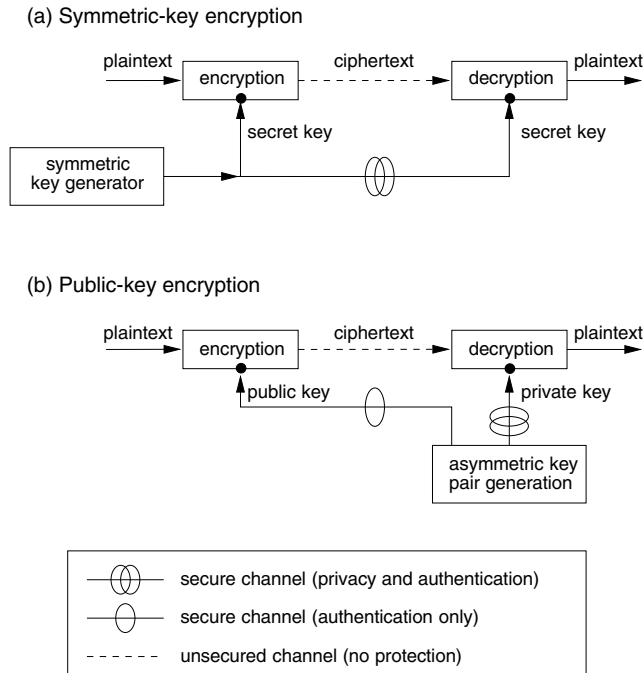 (a) Symmetric-key encryption
plaintext
encryption
ciphertext
decryption
plaintext
secret key
secret key
symmetric
key generator
(b) Public-key encryption
plaintext
encryption
ciphertext
decryption
plaintext
public key
private key
asymmetric key
pair generation
secure channel (privacy and authentication)
secure channel (authentication only)
unsecured channel (no protection)